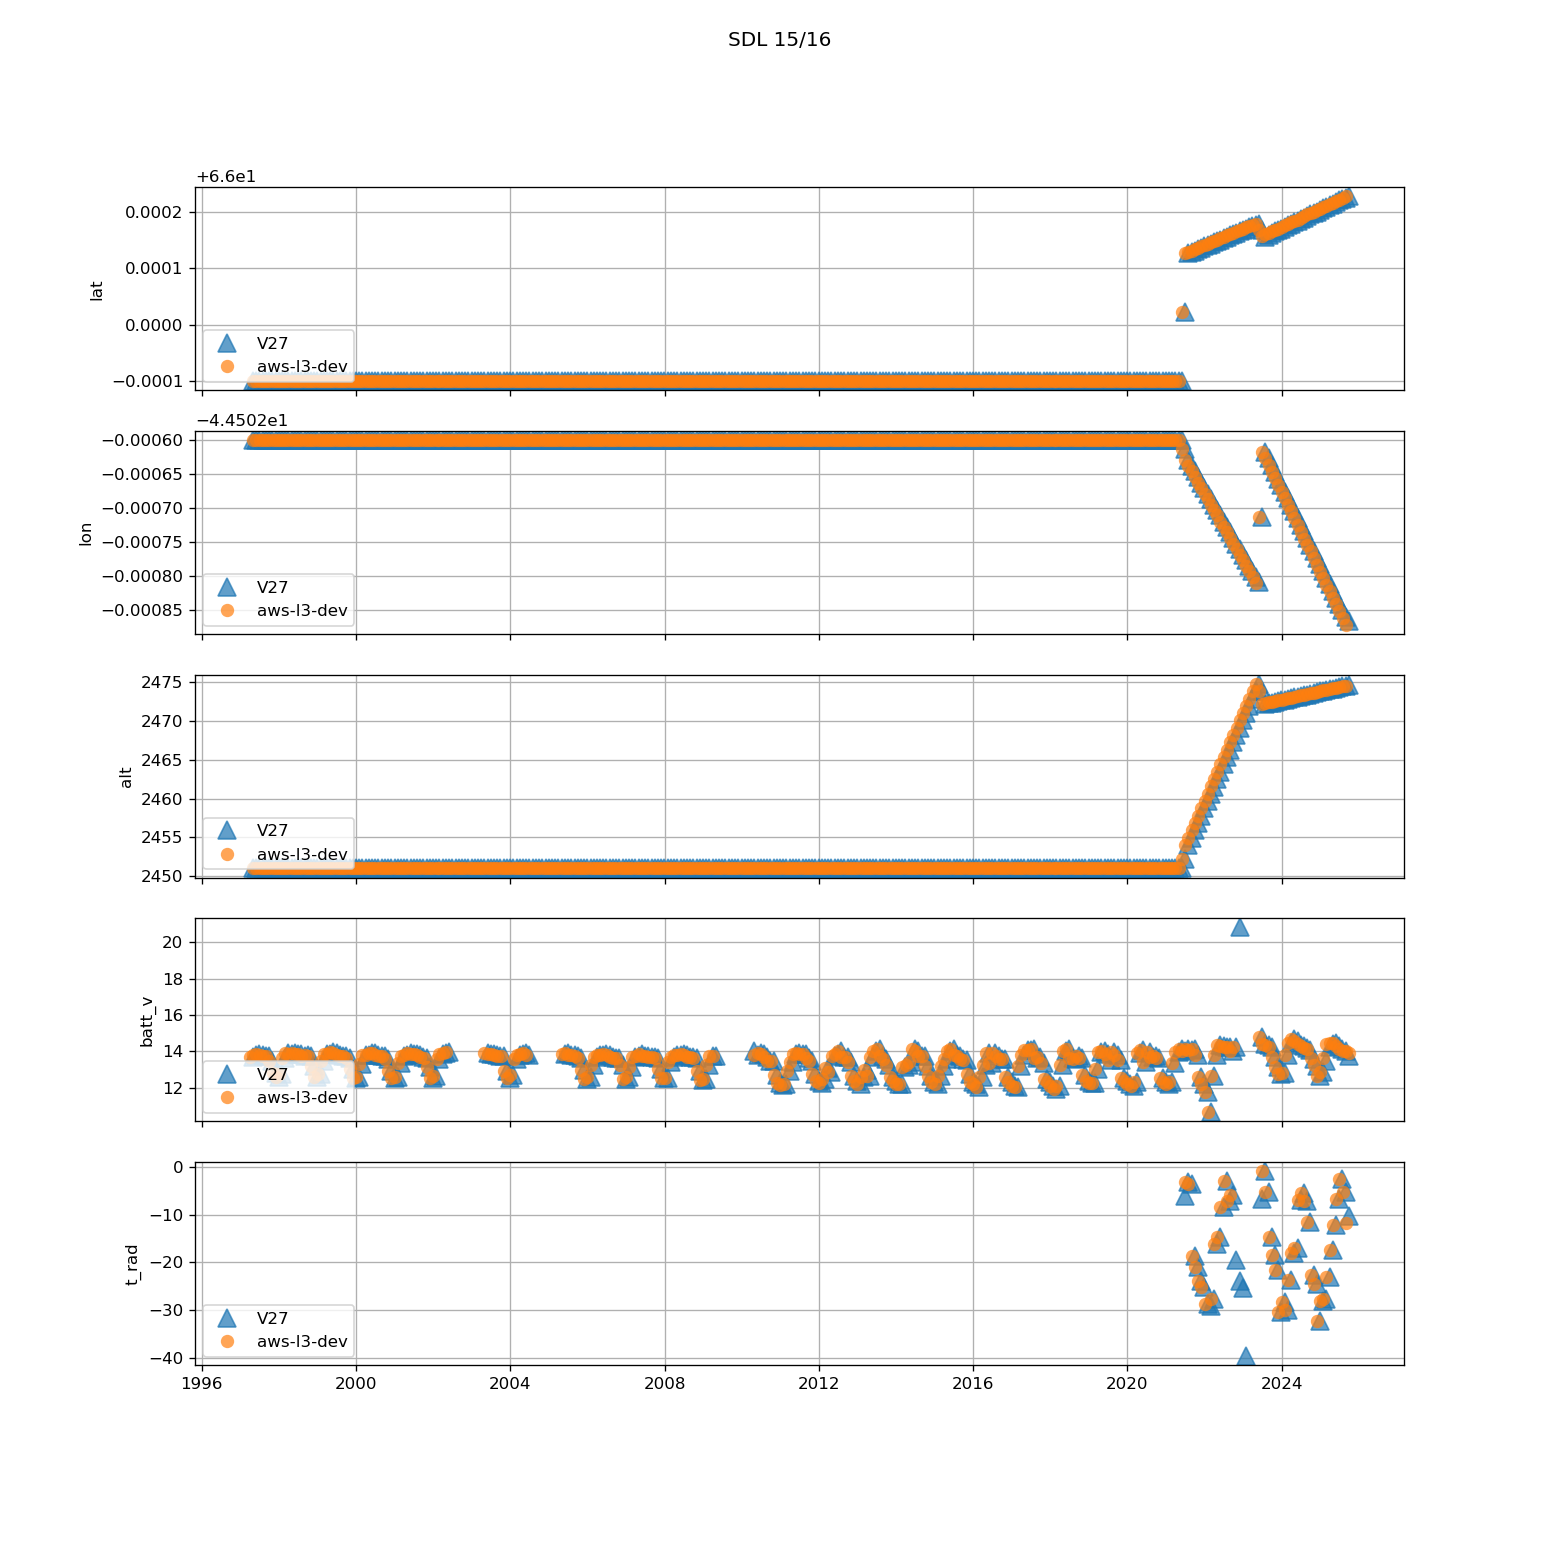 SDL 15/16
+6.6e1
0.0002
0.0001
0.0000
−0.0001
lat
V27
aws-l3-dev
−4.4502e1
−0.00060
−0.00065
−0.00070
−0.00075
−0.00080
−0.00085
lon
V27
aws-l3-dev
2475
2470
2465
2460
2455
2450
alt
V27
aws-l3-dev
20
18
16
14
12
batt_v
V27
aws-l3-dev
0
−10
−20
−30
−40
t_rad
V27
aws-l3-dev
1996 2000 2004 2008 2012 2016 2020 2024